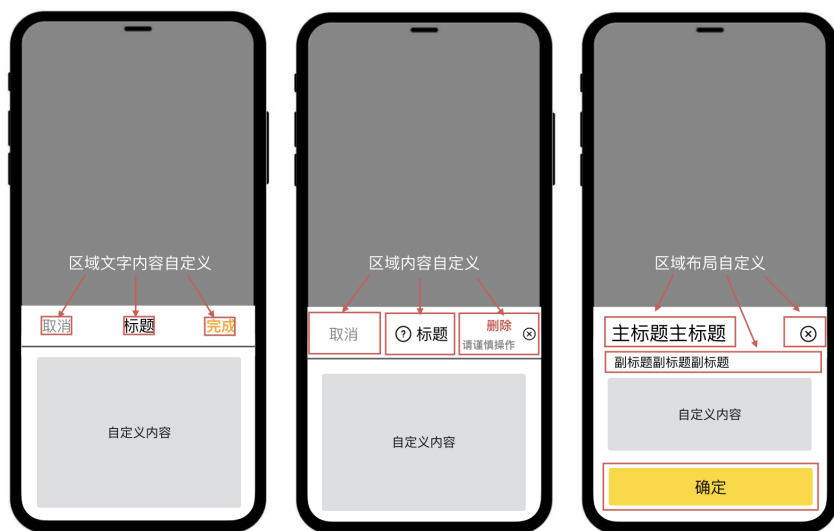 区域文字内容自定义
取消 标题 完成
自定义内容
区域内容自定义
取消 ? 标题 删除
请谨慎操作
自定义内容
区域布局自定义
主标题主标题
副标题副标题副标题
自定义内容
确定